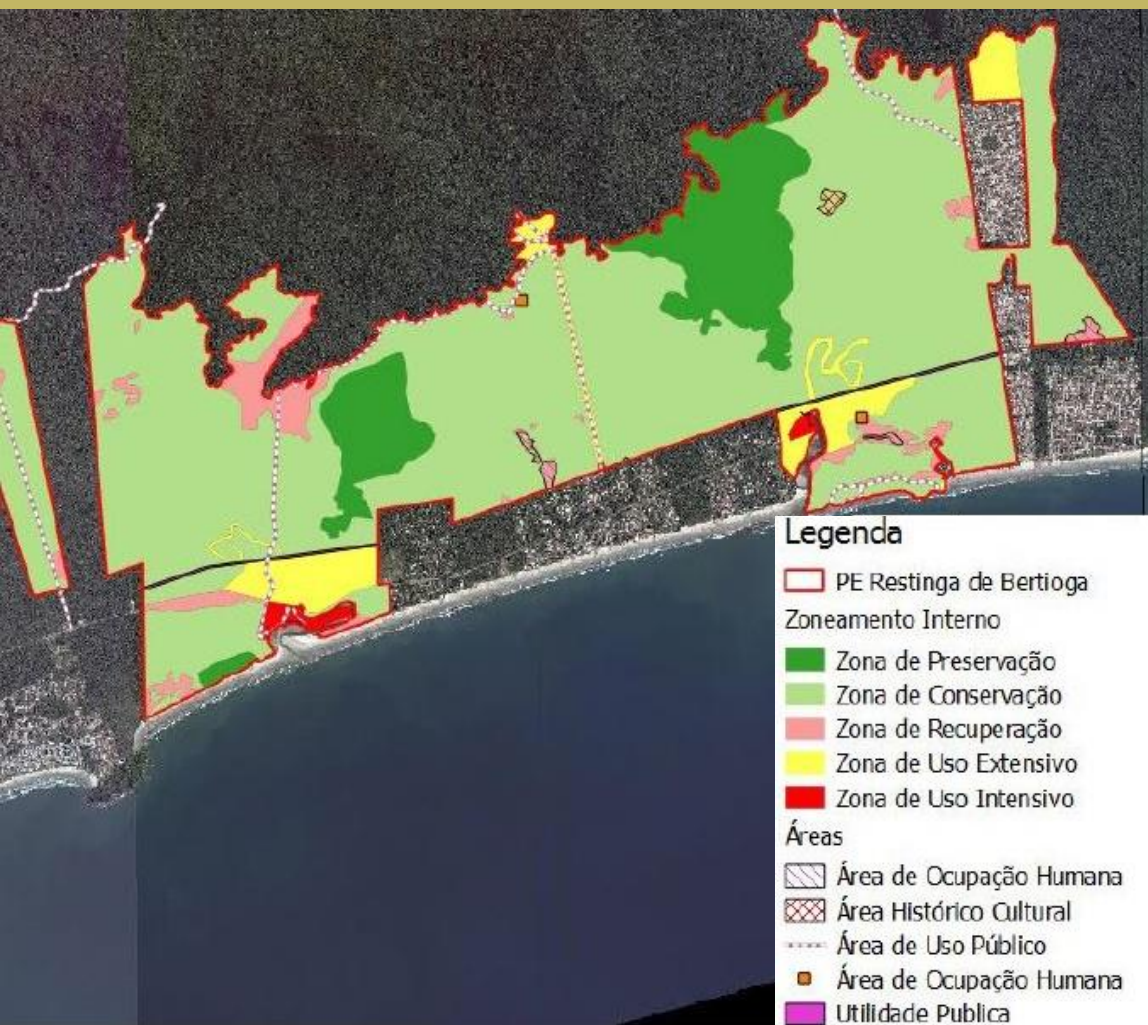 Legenda
PE Restinga de Bertioga
Zoneamento Interno
Zona de Preservação
Zona de Conservação
Zona de Recuperação
Zona de Uso Extensivo
Zona de Uso Intensivo
Áreas
Área de Ocupação Humana
Área Histórico Cultural
Área de Uso Público
Área de Ocupação Humana
Utilidade Publica